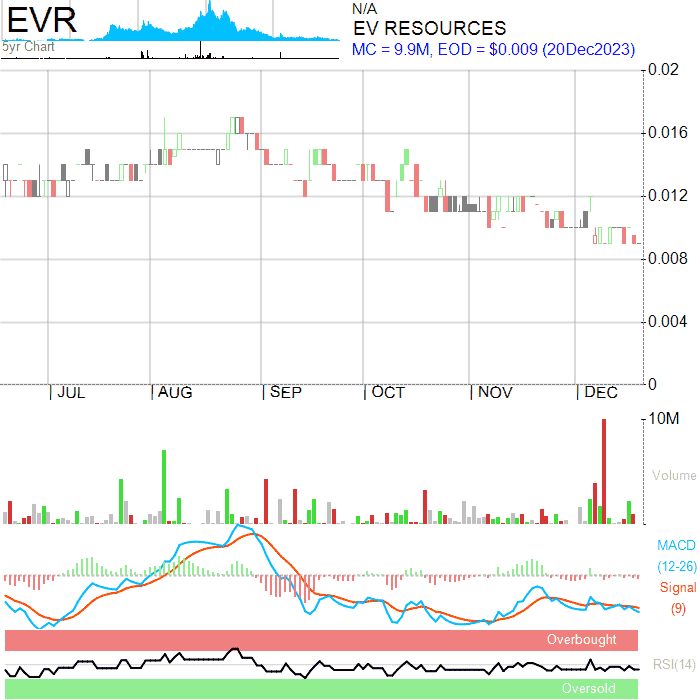 EVR
5yr Chart
N/A
EV RESOURCES
MC = 9.9M, EOD = $0.009 (20Dec2023)
0.02
0.016
0.012
0.008
0.004
0
| JUL | AUG | SEP | OCT | NOV | DEC
10M
Volume
MACD
(12-26)
Signal
(9)
Overbought
RSI(14)
Oversold